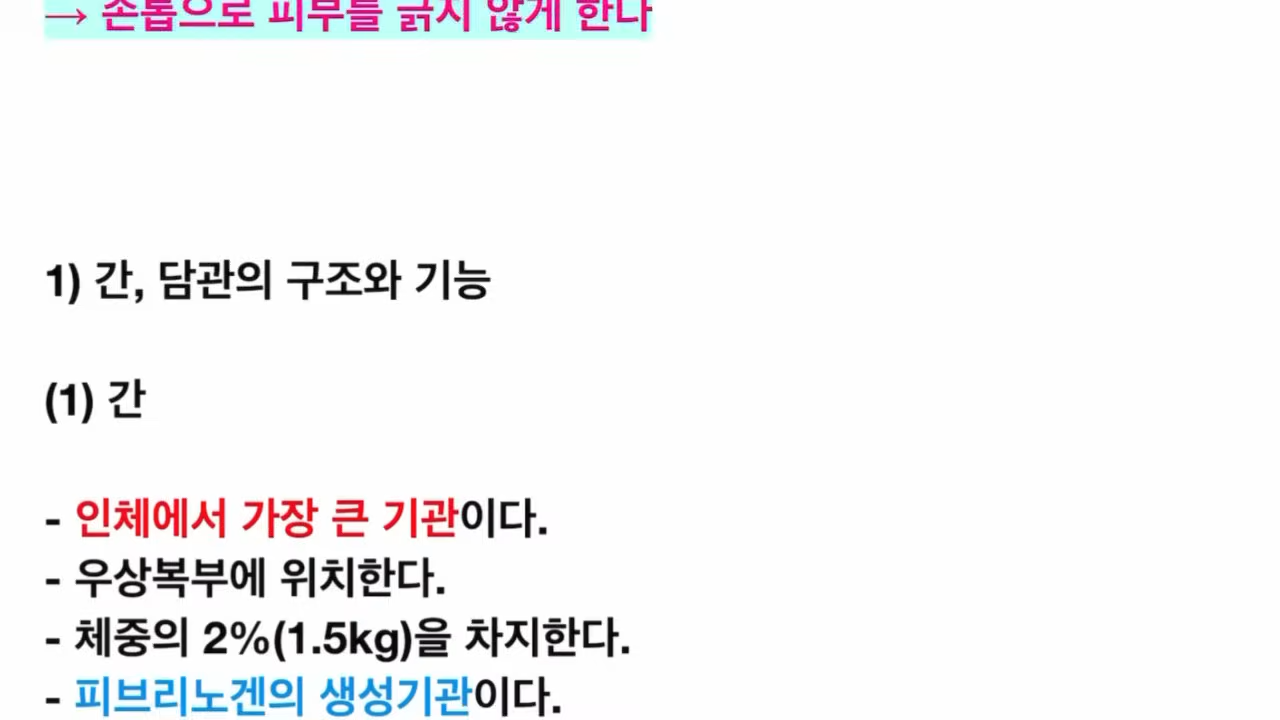 → 손톱으로 피부를 긁지 않게 한다
1) 간, 담관의 구조와 기능
(1) 간
- 인체에서 가장 큰 기관이다.
- 우상복부에 위치한다.
- 체중의 2%(1.5kg)을 차지한다.
- 피브리노겐의 생성기관이다.